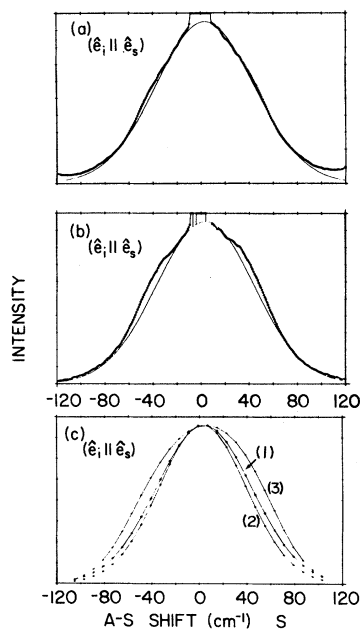 (a)
(êᵢ ∥ êₛ)
(b)
(êᵢ ∥ êₛ)
INTENSITY
-120 -80 -40 0 40 80 120
(c)
(êᵢ ∥ êₛ)
(1)
(3)
(2)
-120 -80 -40 0 40 80 120
A-S SHIFT (cm⁻¹) S